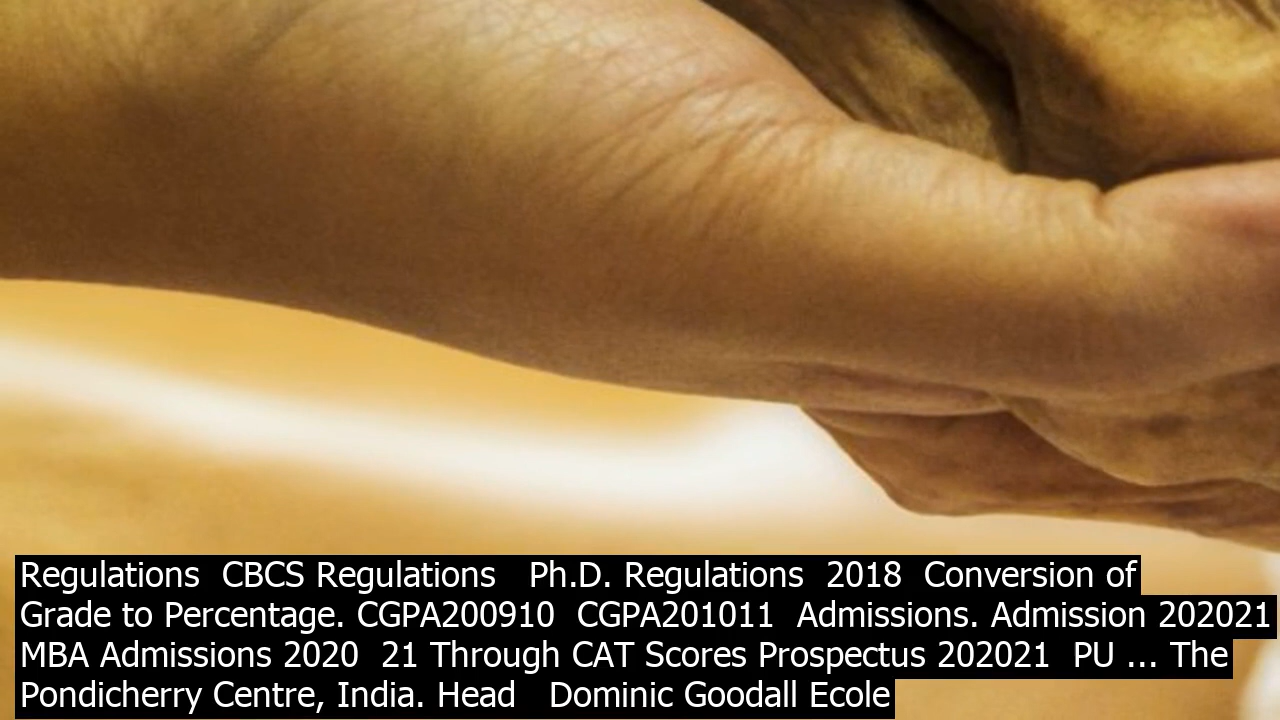 Regulations  CBCS Regulations   Ph.D. Regulations  2018  Conversion of
Grade to Percentage. CGPA200910  CGPA201011  Admissions. Admission 202021
MBA Admissions 2020  21 Through CAT Scores Prospectus 202021  PU ... The
Pondicherry Centre, India. Head   Dominic Goodall Ecole